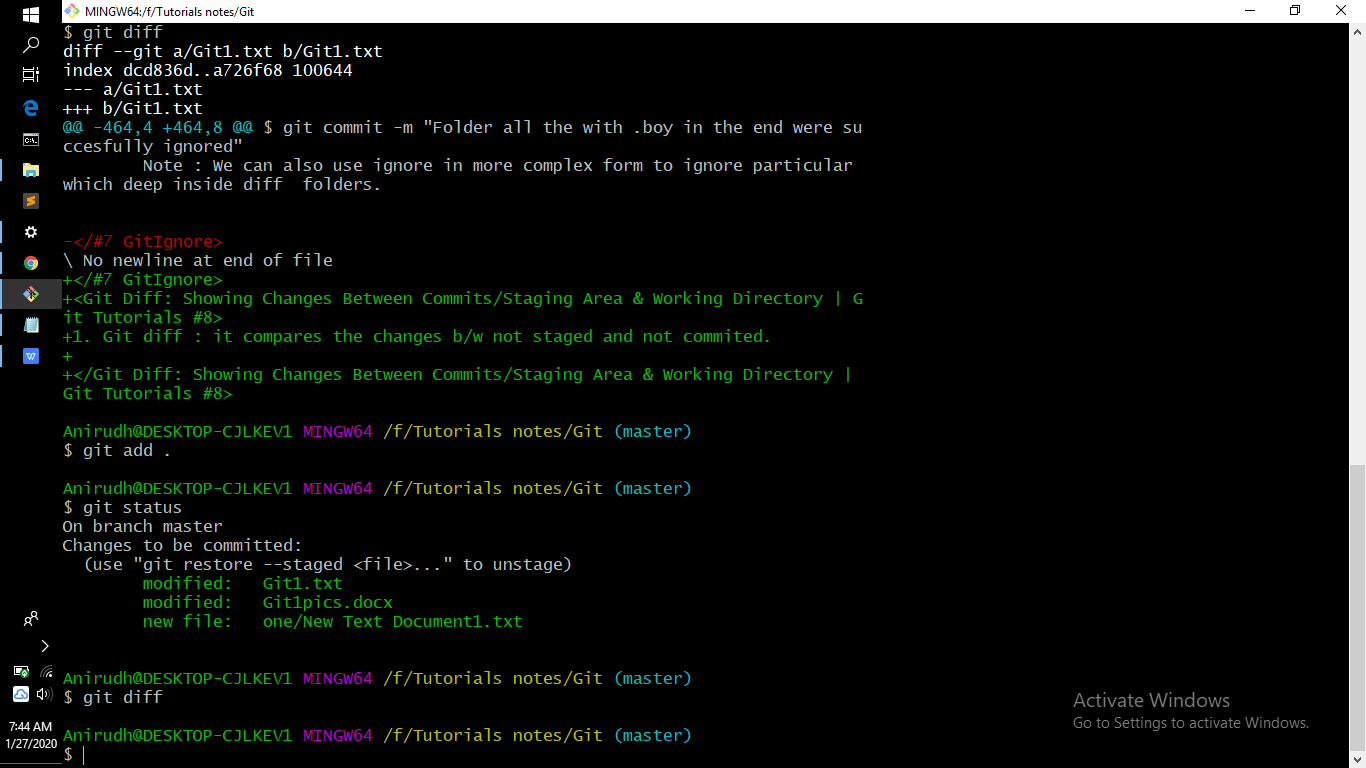 MINGW64:/f/Tutorials notes/Git
$ git diff
diff --git a/Git1.txt b/Git1.txt
index dcd836d..a726f68 100644
--- a/Git1.txt
+++ b/Git1.txt
@@ -464,4 +464,8 @@ $ git commit -m "Folder all the with .boy in the end were su
ccesfully ignored"
Note : We can also use ignore in more complex form to ignore particular
which deep inside diff  folders.
-</#7 GitIgnore>
\ No newline at end of file
+</#7 GitIgnore>
+<Git Diff: Showing Changes Between Commits/Staging Area & Working Directory | G
it Tutorials #8>
+1. Git diff : it compares the changes b/w not staged and not commited.
+
+</Git Diff: Showing Changes Between Commits/Staging Area & Working Directory |
Git Tutorials #8>
Anirudh@DESKTOP-CJLKEV1 MINGW64 /f/Tutorials notes/Git (master)
$ git add .
Anirudh@DESKTOP-CJLKEV1 MINGW64 /f/Tutorials notes/Git (master)
$ git status
On branch master
Changes to be committed:
(use "git restore --staged <file>..." to unstage)
modified:   Git1.txt
modified:   Git1pics.docx
new file:   one/New Text Document1.txt
Anirudh@DESKTOP-CJLKEV1 MINGW64 /f/Tutorials notes/Git (master)
$ git diff
Anirudh@DESKTOP-CJLKEV1 MINGW64 /f/Tutorials notes/Git (master)
$
Activate Windows
Go to Settings to activate Windows.
7:44 AM
1/27/2020